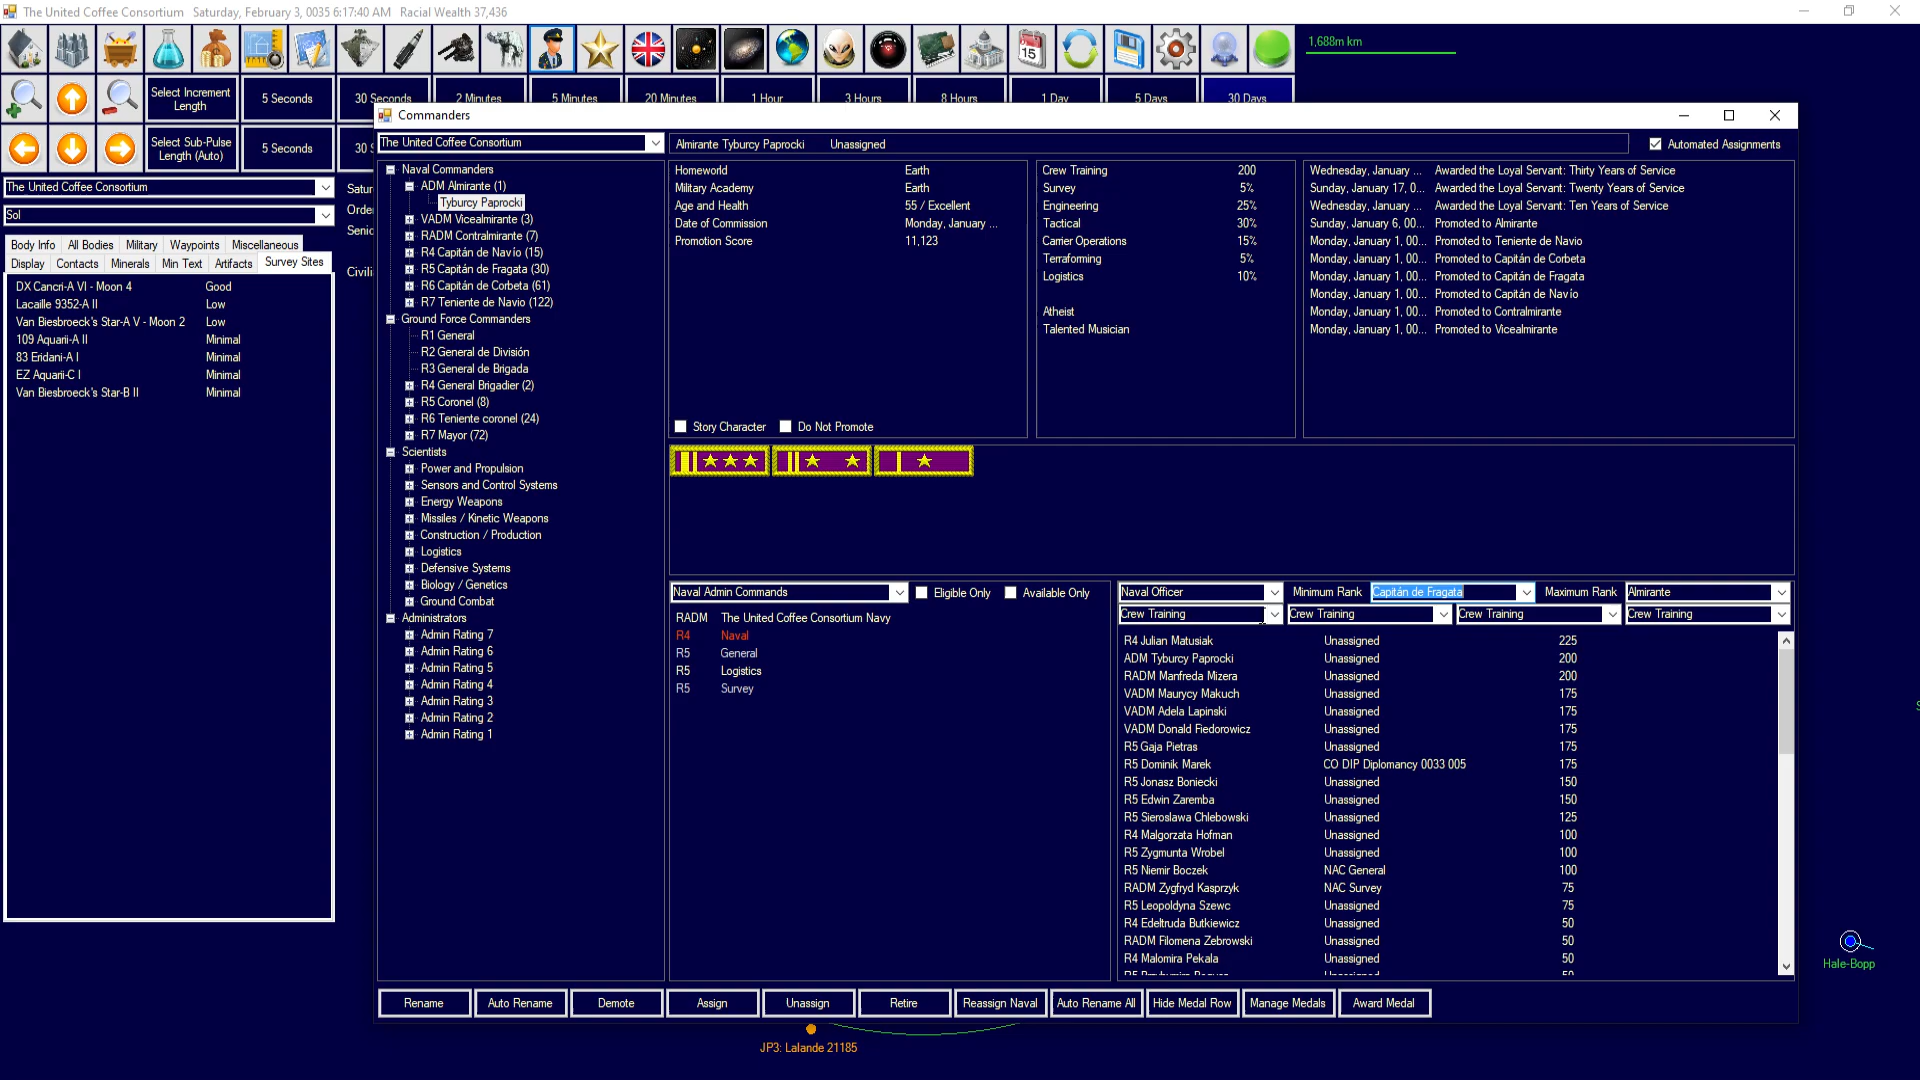 The United Coffee Consortium   Saturday, February 3, 0035 6:17:40 AM   Racial Wealth 37,436
1,688m km
Select Increment Length
5 Seconds
30 Seconds
2 Minutes
5 Minutes
20 Minutes
1 Hour
3 Hours
8 Hours
1 Day
5 Days
30 Days
Select Sub-Pulse Length (Auto)
5 Seconds
The United Coffee Consortium
Sol
Body Info   All Bodies   Military   Waypoints   Miscellaneous
Display   Contacts   Minerals   Min Text   Artifacts   Survey Sites
DX Cancri-A VI - Moon 4   Good
Lacaille 9352-A II   Low
Van Biesbroeck's Star-A V - Moon 2   Low
109 Aquarii-A II   Minimal
83 Eridani-A I   Minimal
EZ Aquarii-C I   Minimal
Van Biesbroeck's Star-B II   Minimal
Commanders
The United Coffee Consortium
Almirante Tyburcy Paprocki   Unassigned
Automated Assignments
Naval Commanders
ADM Almirante (1)
Tyburcy Paprocki
VADM Vicealmirante (3)
RADM Contralmirante (7)
R4 Capitán de Navío (15)
R5 Capitán de Fragata (30)
R6 Capitán de Corbeta (61)
R7 Teniente de Navio (122)
Ground Force Commanders
R1 General
R2 General de División
R3 General de Brigada
R4 General Brigadier (2)
R5 Coronel (8)
R6 Teniente coronel (24)
R7 Mayor (72)
Scientists
Power and Propulsion
Sensors and Control Systems
Energy Weapons
Missiles / Kinetic Weapons
Construction / Production
Logistics
Defensive Systems
Biology / Genetics
Ground Combat
Administrators
Admin Rating 7
Admin Rating 6
Admin Rating 5
Admin Rating 4
Admin Rating 3
Admin Rating 2
Admin Rating 1
Homeworld   Earth
Military Academy   Earth
Age and Health   55 / Excellent
Date of Commission   Monday, January ...
Promotion Score   11,123
Story Character   Do Not Promote
Crew Training   200
Survey   5%
Engineering   25%
Tactical   30%
Carrier Operations   15%
Terraforming   5%
Logistics   10%
Atheist
Talented Musician
Wednesday, January ...   Awarded the Loyal Servant: Thirty Years of Service
Sunday, January 17, 0...   Awarded the Loyal Servant: Twenty Years of Service
Wednesday, January ...   Awarded the Loyal Servant: Ten Years of Service
Sunday, January 6, 00...   Promoted to Almirante
Monday, January 1, 00...   Promoted to Teniente de Navio
Monday, January 1, 00...   Promoted to Capitán de Corbeta
Monday, January 1, 00...   Promoted to Capitán de Fragata
Monday, January 1, 00...   Promoted to Capitán de Navío
Monday, January 1, 00...   Promoted to Contralmirante
Monday, January 1, 00...   Promoted to Vicealmirante
Naval Admin Commands   Eligible Only   Available Only
RADM   The United Coffee Consortium Navy
R4   Naval
R5   General
R5   Logistics
R5   Survey
Naval Officer   Minimum Rank   Capitán de Fragata   Maximum Rank   Almirante
Crew Training   Crew Training   Crew Training   Crew Training
R4 Julian Matusiak   Unassigned   225
ADM Tyburcy Paprocki   Unassigned   200
RADM Manfreda Mizera   Unassigned   200
VADM Maurycy Makuch   Unassigned   175
VADM Adela Lapinski   Unassigned   175
VADM Donald Fiedorowicz   Unassigned   175
R5 Gaja Pietras   Unassigned   175
R5 Dominik Marek   CO DIP Diplomancy 0033 005   175
R5 Jonasz Boniecki   Unassigned   150
R5 Edwin Zaremba   Unassigned   150
R5 Sieroslawa Chlebowski   Unassigned   125
R4 Malgorzata Hofman   Unassigned   100
R5 Zygmunt Wrobel   Unassigned   100
R5 Niemir Boczek   NAC General   100
RADM Zygfryd Kasprzyk   NAC Survey   75
R5 Leopoldyna Szewc   Unassigned   75
R4 Edeltruda Butkiewicz   Unassigned   50
RADM Filomena Zebrowski   Unassigned   50
R4 Malomira Pekala   Unassigned   50
Rename   Auto Rename   Demote   Assign   Unassign   Retire   Reassign Naval   Auto Rename All   Hide Medal Row   Manage Medals   Award Medal
Hale-Bopp
JP3: Lalande 21185